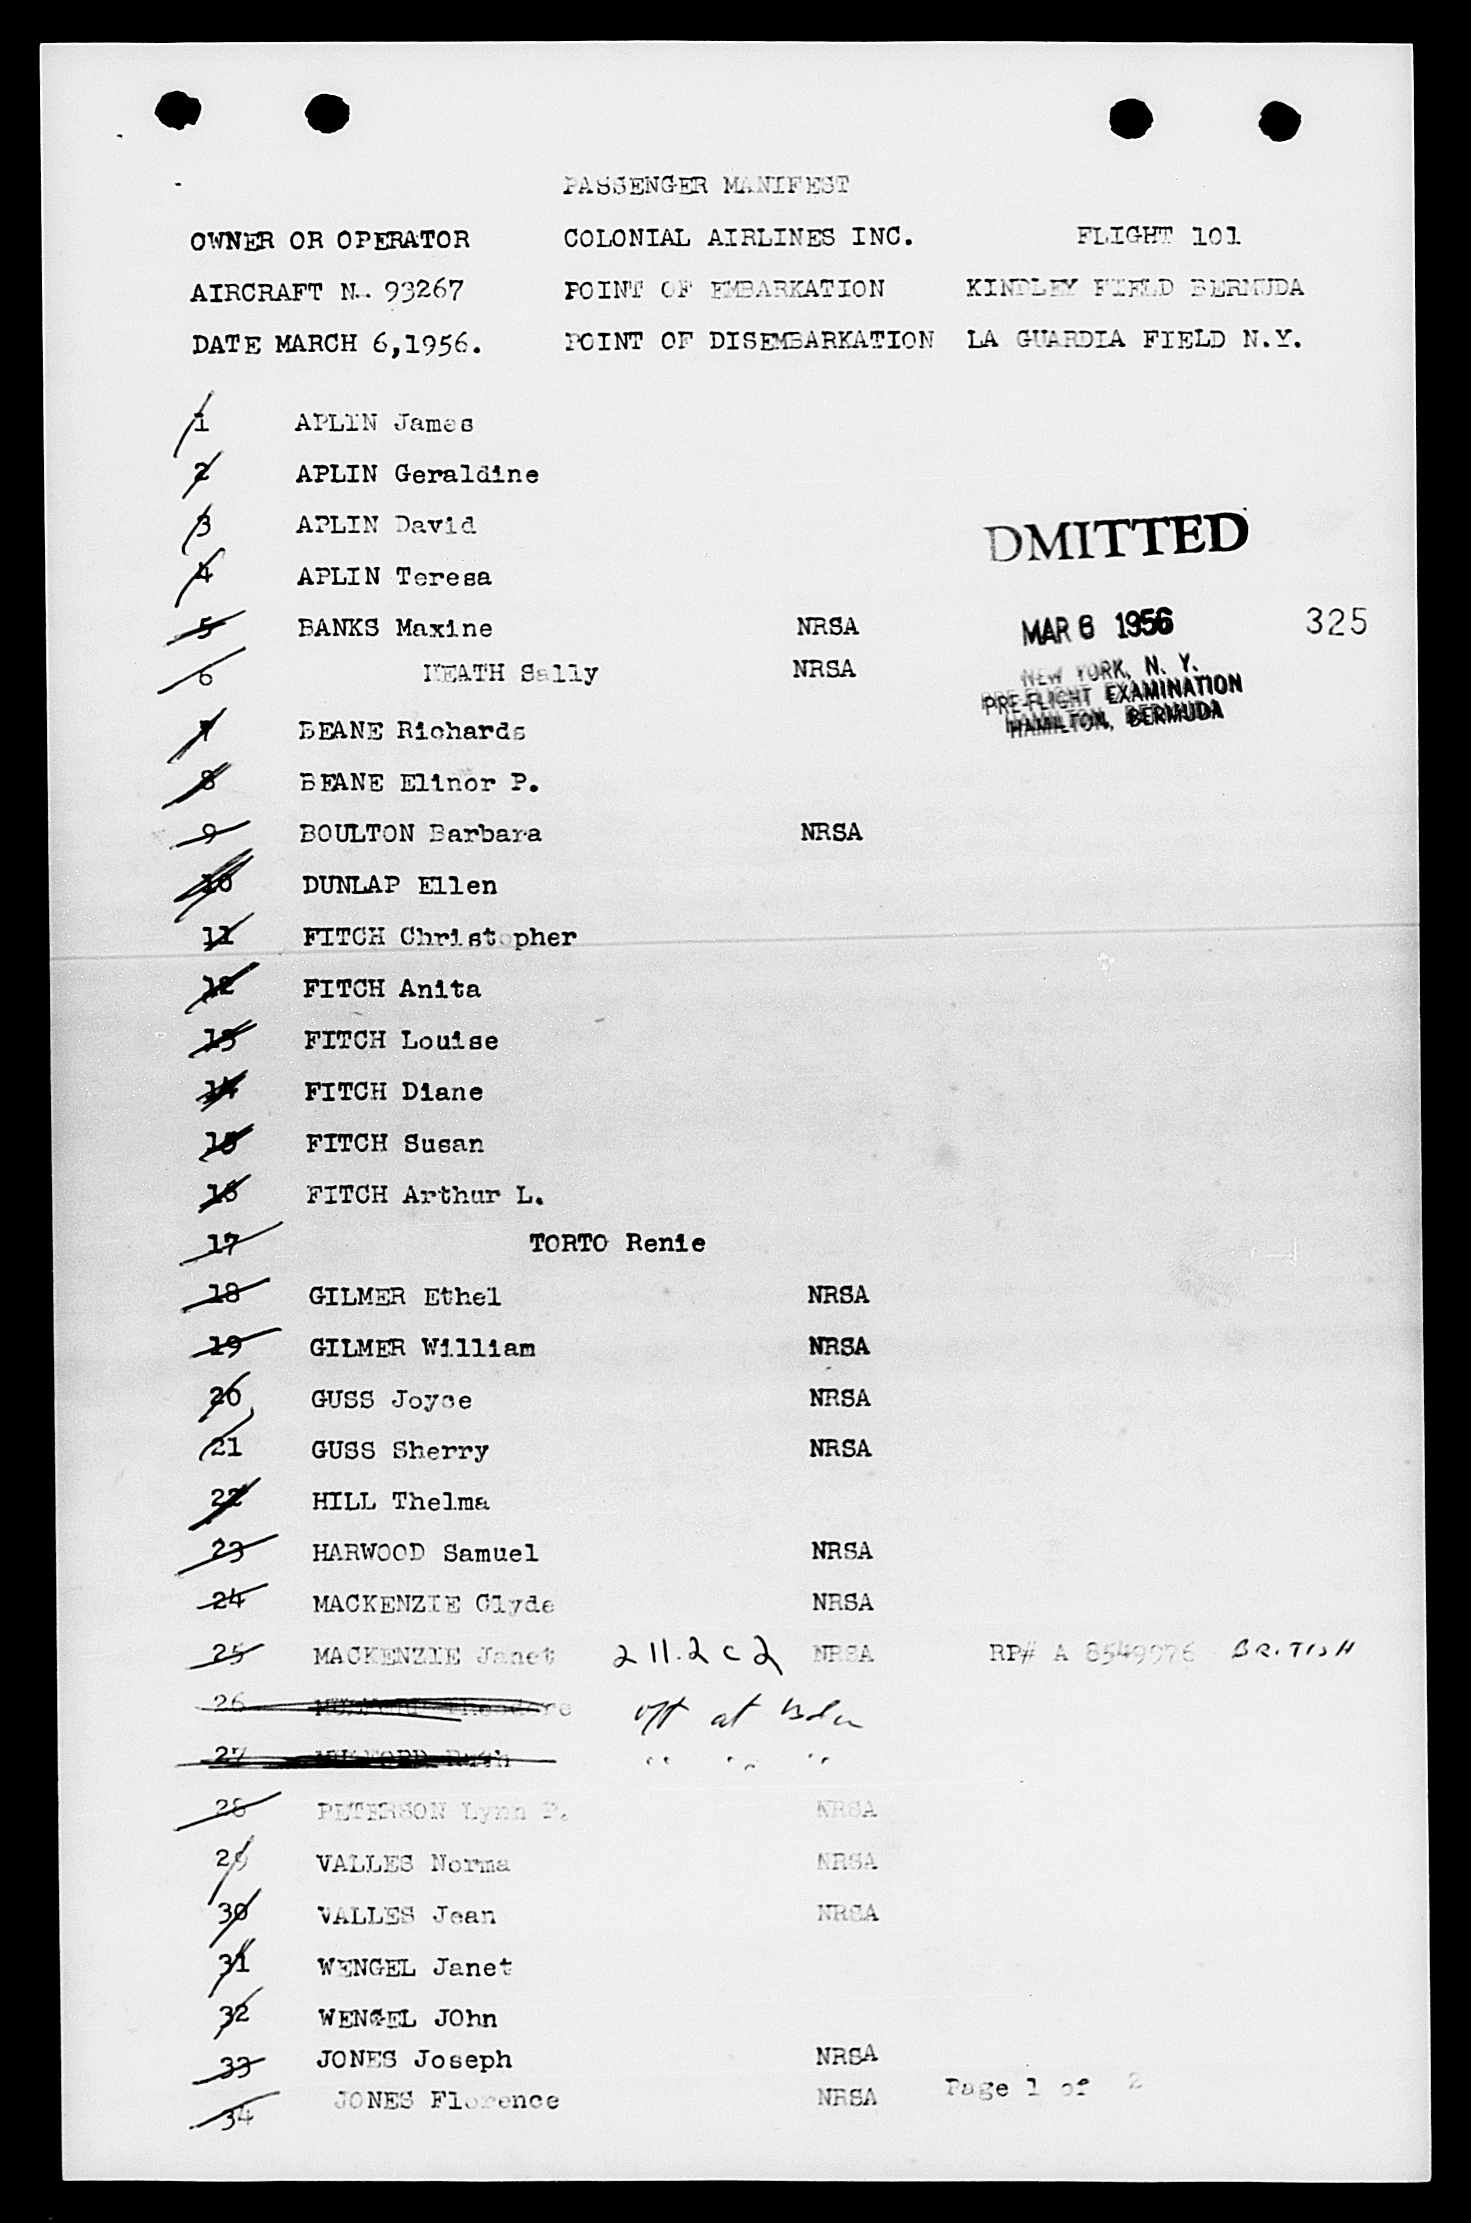 PASSENGER MANIFEST
OWNER OR OPERATOR COLONIAL AIRLINES INC. FLIGHT 101
AIRCRAFT N.. 93267 POINT OF EMBARKATION KINDLEY FIELD BERMUDA
DATE MARCH 6,1956. POINT OF DISEMBARKATION LA GUARDIA FIELD N.Y.
1 APLIN James
2 APLIN Geraldine
3 APLIN David
DMITTED
4 APLIN Teresa
5 BANKS Maxine NRSA MAR 6 1956 325
6 HEATH Sally NRSA
NEW YORK, N. Y.
PRE-FLIGHT EXAMINATION
HAMILTON, BERMUDA
7 BEANE Richards
8 BEANE Elinor P.
9 BOULTON Barbara NRSA
10 DUNLAP Ellen
11 FITCH Christopher
12 FITCH Anita
13 FITCH Louise
14 FITCH Diane
15 FITCH Susan
16 FITCH Arthur L.
17 TORTO Renie
18 GILMER Ethel NRSA
19 GILMER William NRSA
20 GUSS Joyce NRSA
21 GUSS Sherry NRSA
22 HILL Thelma
23 HARWOOD Samuel NRSA
24 MACKENZIE Clyde NRSA
25 MACKENZIE Janet 211.2 c2 NRSA RP# A 8549976 BRITISH
26 Theodore off at
27 Ruth " " "
28 PETERSON Lynn P. NRSA
29 VALLES Norma NRSA
30 VALLES Jean NRSA
31 WENGEL Janet
32 WENGEL JOhn
33 JONES Joseph NRSA
34 JONES Florence NRSA Page 1 of 2